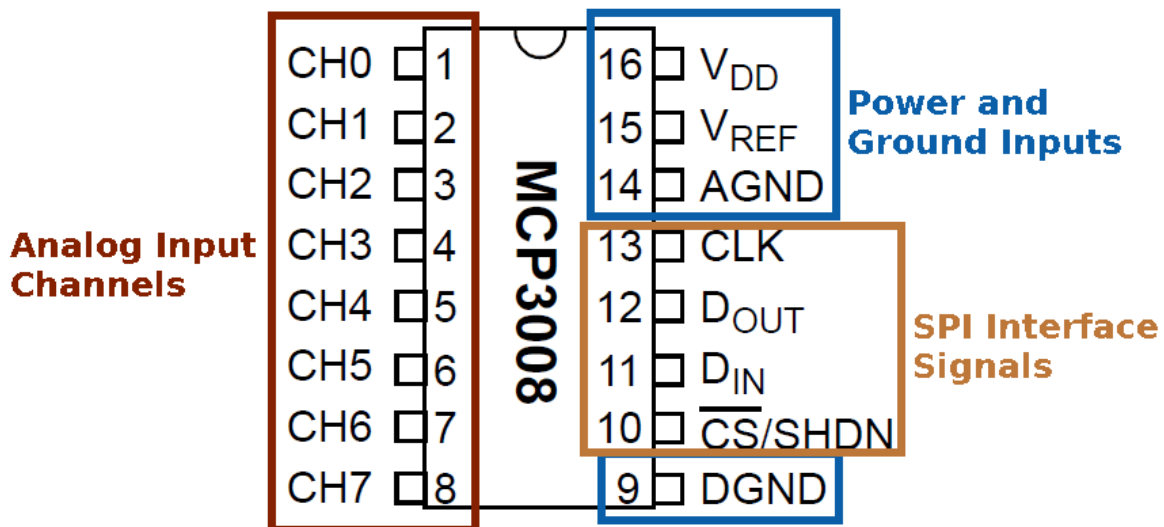 Analog Input
Channels
CH0 1
CH1 2
CH2 3
CH3 4
CH4 5
CH5 6
CH6 7
CH7 8
MCP3008
16 VDD
15 VREF
14 AGND
13 CLK
12 DOUT
11 DIN
10 C̅S̅/SHDN
9 DGND
Power and
Ground Inputs
SPI Interface
Signals